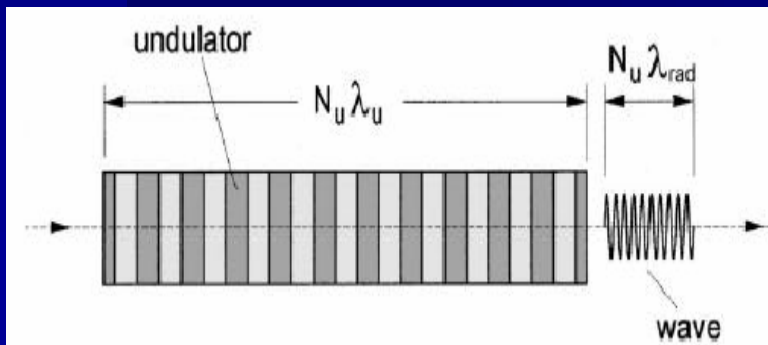 undulator
N_u λ_u
N_u λ_rad
wave